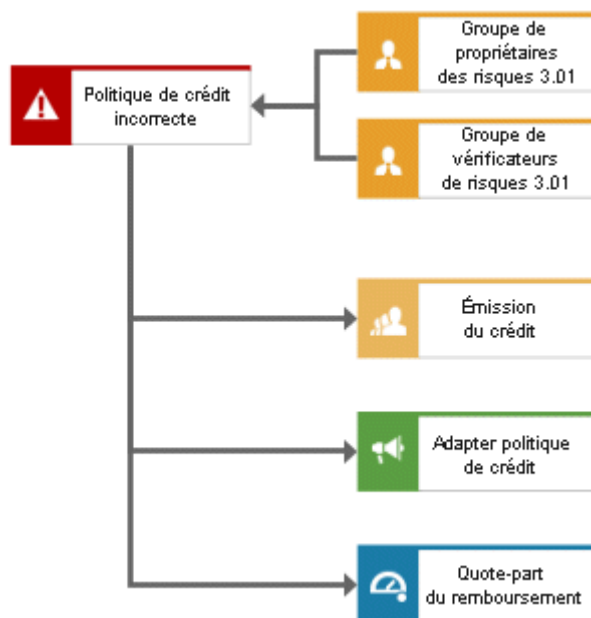 Groupe de
propriétaires
des risques 3.01
Politique de crédit
incorrecte
Groupe de
vérificateurs
de risques 3.01
Émission
du crédit
Adapter politique
de crédit
Quote-part
du remboursement